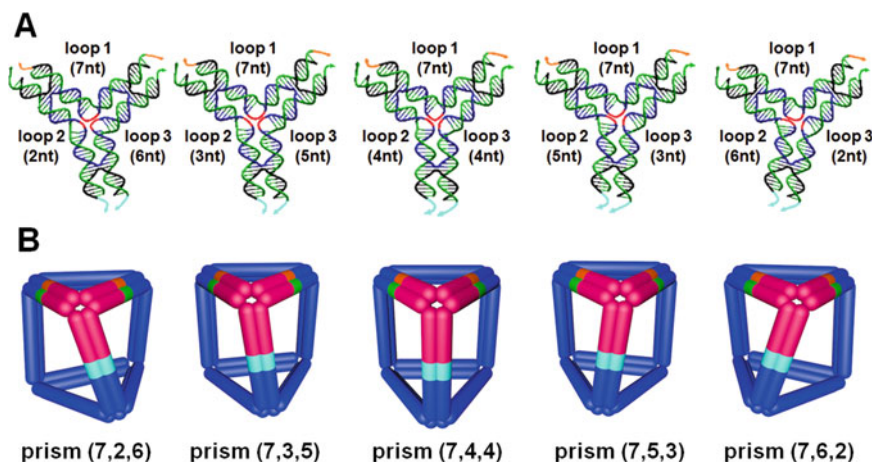 A
loop 1 loop 1 loop 1 loop 1 loop 1
(7nt) (7nt) (7nt) (7nt) (7nt)
loop 2 loop 3 loop 2 loop 3 loop 2 loop 3 loop 2 loop 3 loop 2 loop 3
(2nt) (6nt) (3nt) (5nt) (4nt) (4nt) (5nt) (3nt) (6nt) (2nt)
B
prism (7,2,6) prism (7,3,5) prism (7,4,4) prism (7,5,3) prism (7,6,2)